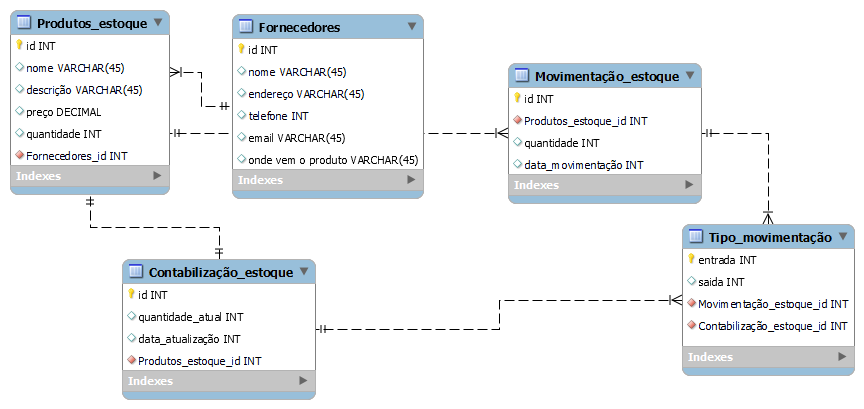 Produtos_estoque
id INT
nome VARCHAR(45)
descrição VARCHAR(45)
preço DECIMAL
quantidade INT
Fornecedores_id INT
Indexes
Fornecedores
id INT
nome VARCHAR(45)
endereço VARCHAR(45)
telefone INT
email VARCHAR(45)
onde vem o produto VARCHAR(45)
Indexes
Movimentação_estoque
id INT
Produtos_estoque_id INT
quantidade INT
data_movimentação INT
Indexes
Tipo_movimentação
entrada INT
saida INT
Movimentação_estoque_id INT
Contabilização_estoque_id INT
Indexes
Contabilização_estoque
id INT
quantidade_atual INT
data_atualização INT
Produtos_estoque_id INT
Indexes